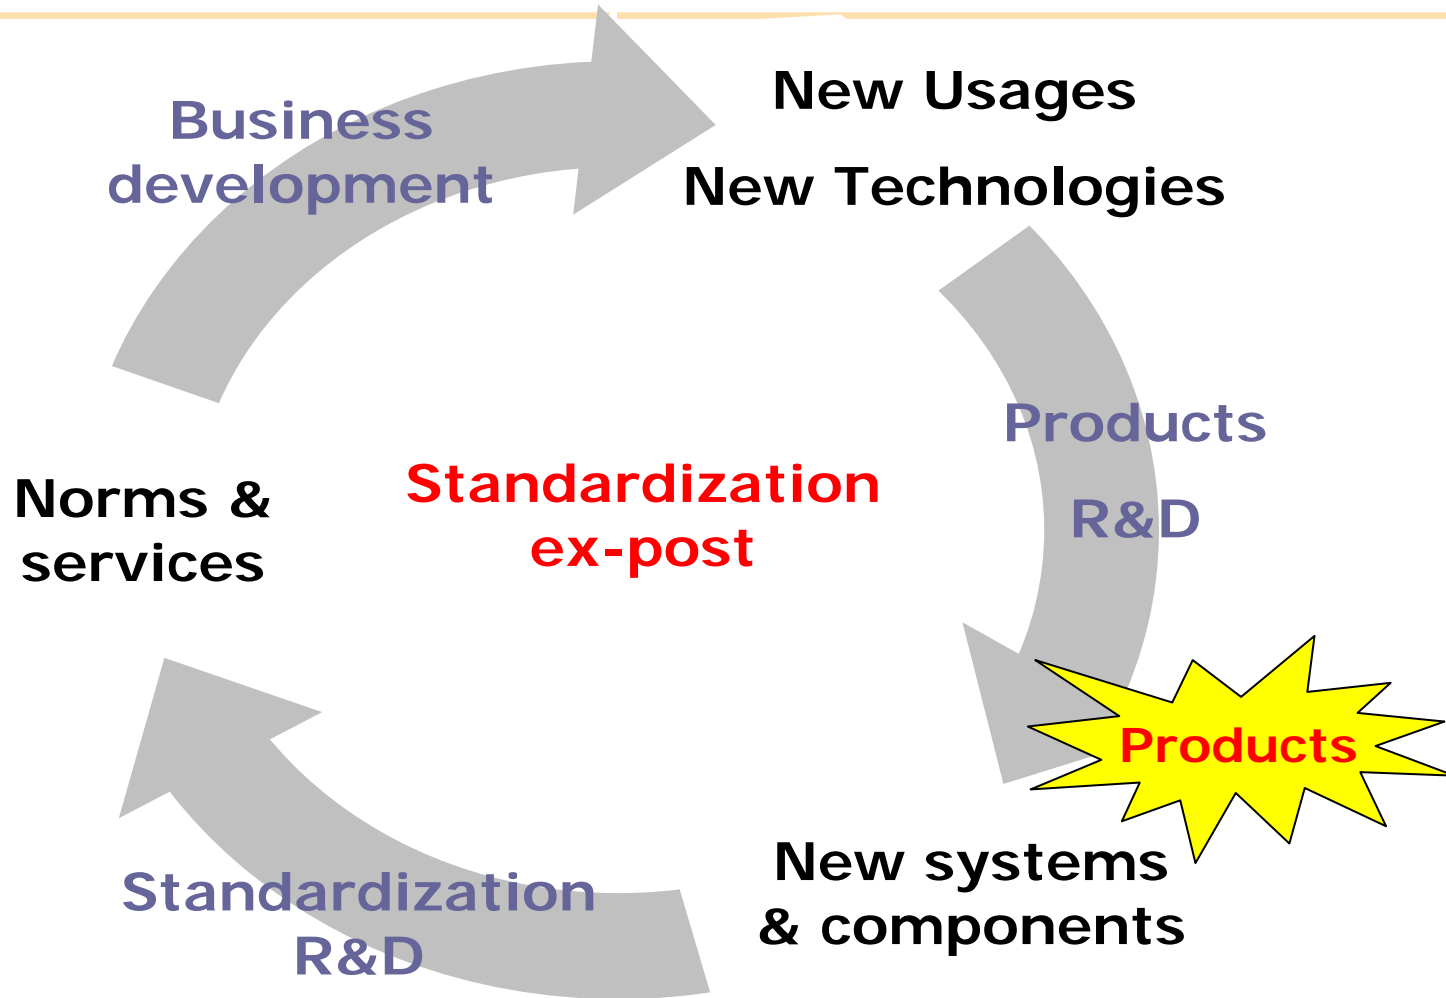 New Usages
New Technologies
Business
development
Products
R&D
Standardization
ex-post
Norms &
services
Products
New systems
& components
Standardization
R&D